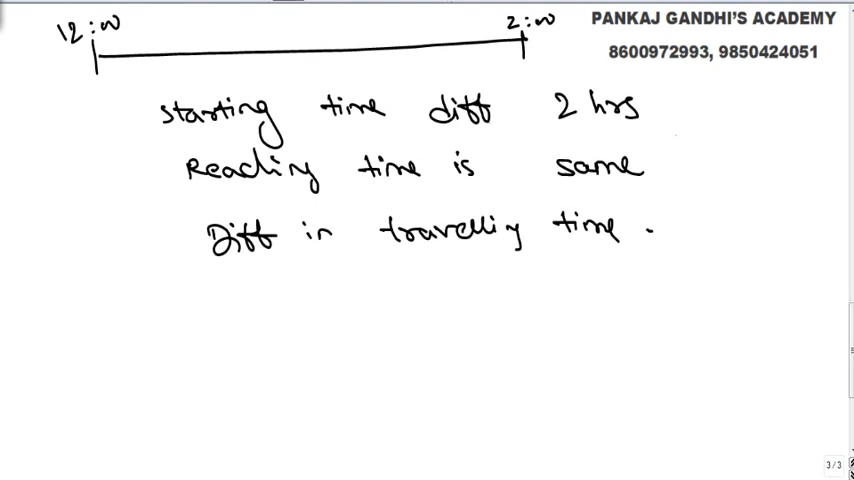 12:00 2:00 PANKAJ GANDHI'S ACADEMY
8600972993, 9850424051
starting time diff 2 hrs
Reaching time is same
Diff in travelling time.
3/3